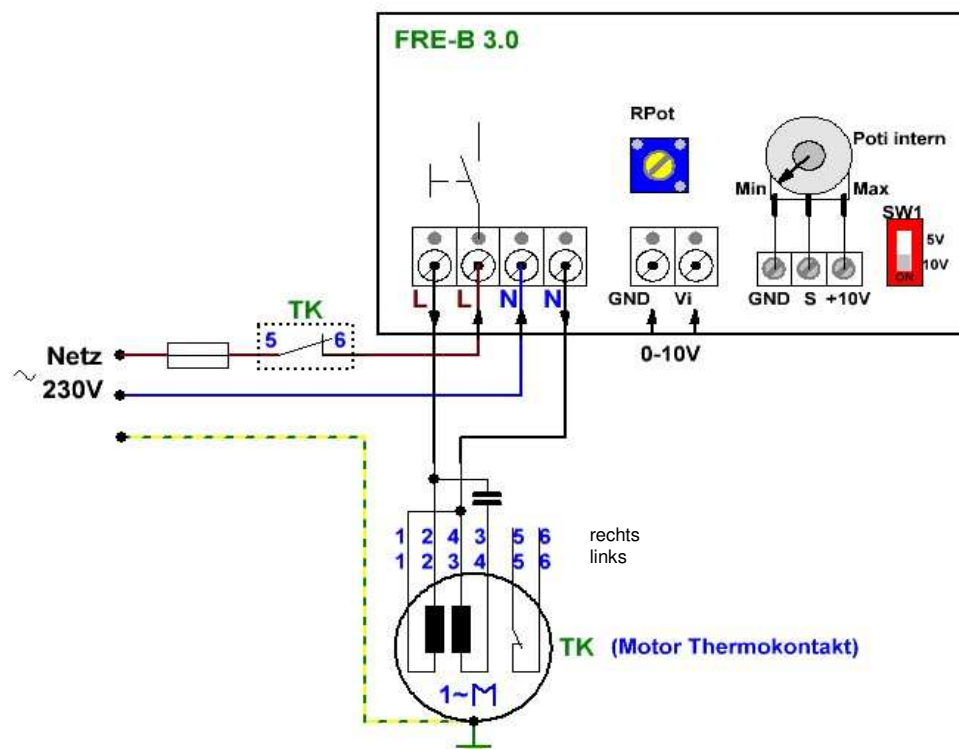 FRE-B 3.0
RPot
Poti intern
Min
Max
SW1
5V
10V
ON
L L N N
GND Vi
GND S +10V
0-10V
TK
5 6
Netz
~ 230V
1 2 4 3 5 6 rechts
1 2 3 4 5 6 links
TK (Motor Thermokontakt)
1~M